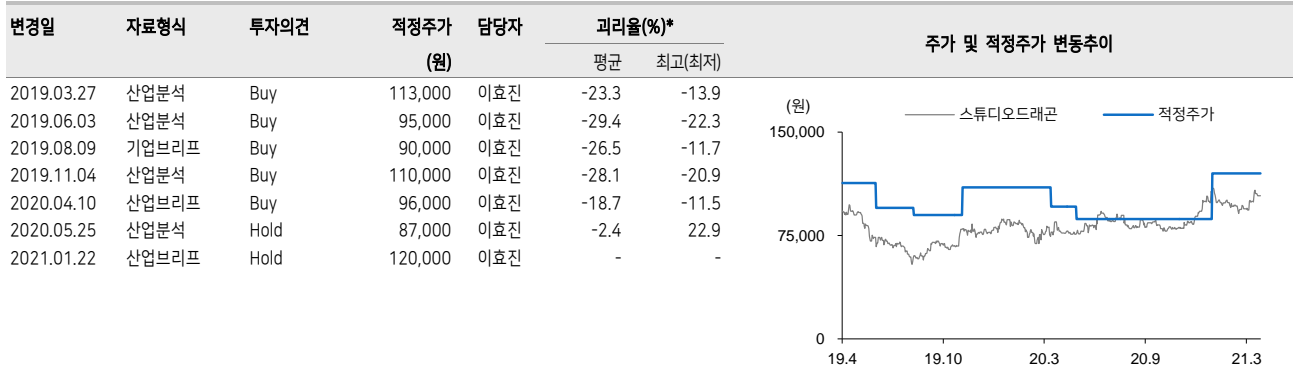 변경일 자료형식 투자의견 적정주가 담당자 괴리율(%)* 주가 및 적정주가 변동추이
(원) 평균 최고(최저)
2019.03.27 산업분석 Buy 113,000 이효진 -23.3 -13.9
2019.06.03 산업분석 Buy 95,000 이효진 -29.4 -22.3
2019.08.09 기업브리프 Buy 90,000 이효진 -26.5 -11.7
2019.11.04 산업분석 Buy 110,000 이효진 -28.1 -20.9
2020.04.10 산업브리프 Buy 96,000 이효진 -18.7 -11.5
2020.05.25 산업분석 Hold 87,000 이효진 -2.4 22.9
2021.01.22 산업브리프 Hold 120,000 이효진 - -
(원)
스튜디오드래곤 적정주가
150,000
75,000
0
19.4 19.10 20.3 20.9 21.3